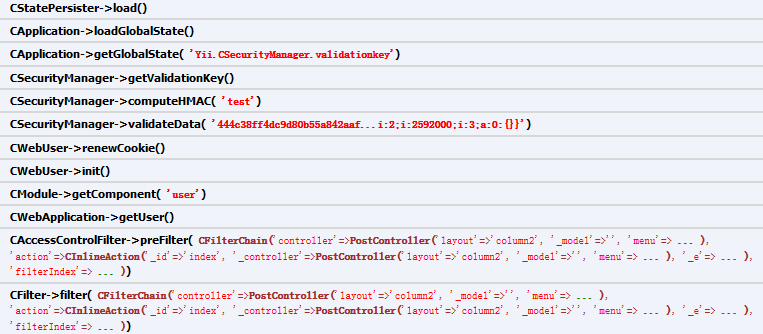 CStatePersister->load()
CApplication->loadGlobalState()
CApplication->getGlobalState( 'Yii.CSecurityManager.validationkey')
CSecurityManager->getValidationKey()
CSecurityManager->computeHMAC( 'test')
CSecurityManager->validateData( '444c38ff4dc9d80b55a842aaf...i:2;i:2592000;i:3;a:0:{}}')
CWebUser->renewCookie()
CWebUser->init()
CModule->getComponent( 'user')
CWebApplication->getUser()
CAccessControlFilter->preFilter( CFilterChain('controller'=>PostController('layout'=>'column2', '_model'=>'', 'menu'=> ... ),
'action'=>CInlineAction('_id'=>'index', '_controller'=>PostController('layout'=>'column2', '_model'=>'', 'menu'=> ... ), '_e'=> ... ),
'filterIndex'=> ... ))
CFilter->filter( CFilterChain('controller'=>PostController('layout'=>'column2', '_model'=>'', 'menu'=> ... ),
'action'=>CInlineAction('_id'=>'index', '_controller'=>PostController('layout'=>'column2', '_model'=>'', 'menu'=> ... ), '_e'=> ... ),
'filterIndex'=> ... ))